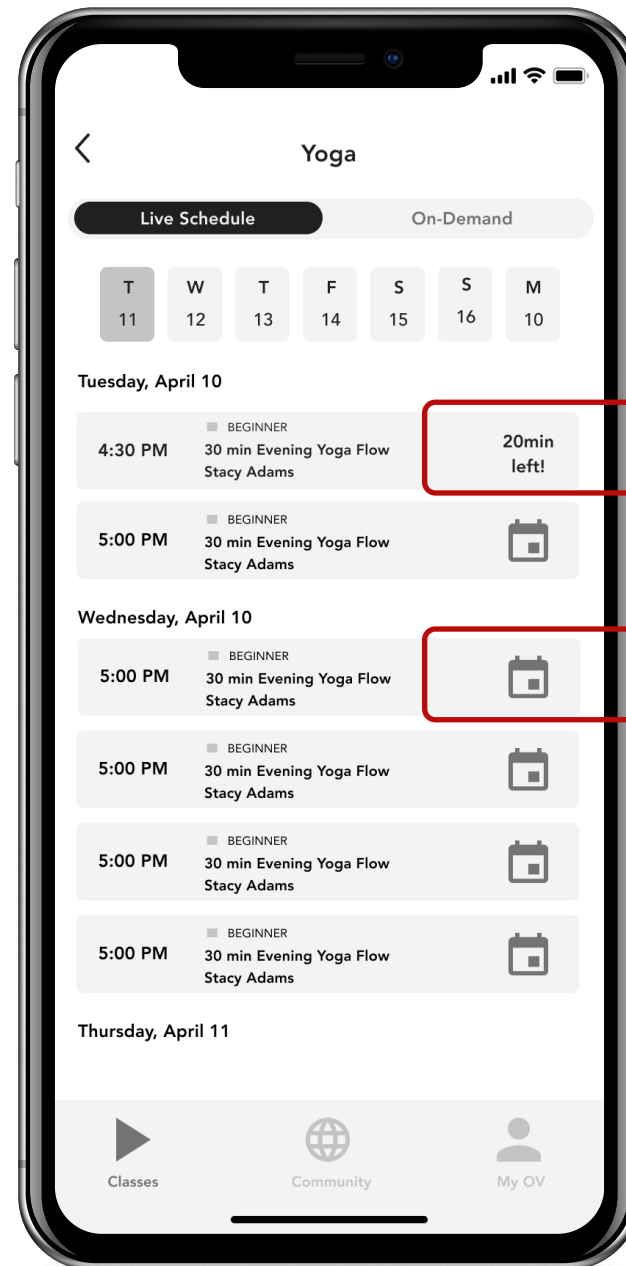 Yoga
Live Schedule On-Demand
T W T F S S M
11 12 13 14 15 16 10
Tuesday, April 10
BEGINNER
4:30 PM 30 min Evening Yoga Flow 20min
Stacy Adams left!
BEGINNER
5:00 PM 30 min Evening Yoga Flow
Stacy Adams
Wednesday, April 10
BEGINNER
5:00 PM 30 min Evening Yoga Flow
Stacy Adams
BEGINNER
5:00 PM 30 min Evening Yoga Flow
Stacy Adams
BEGINNER
5:00 PM 30 min Evening Yoga Flow
Stacy Adams
BEGINNER
5:00 PM 30 min Evening Yoga Flow
Stacy Adams
Thursday, April 11
Classes Community My OV